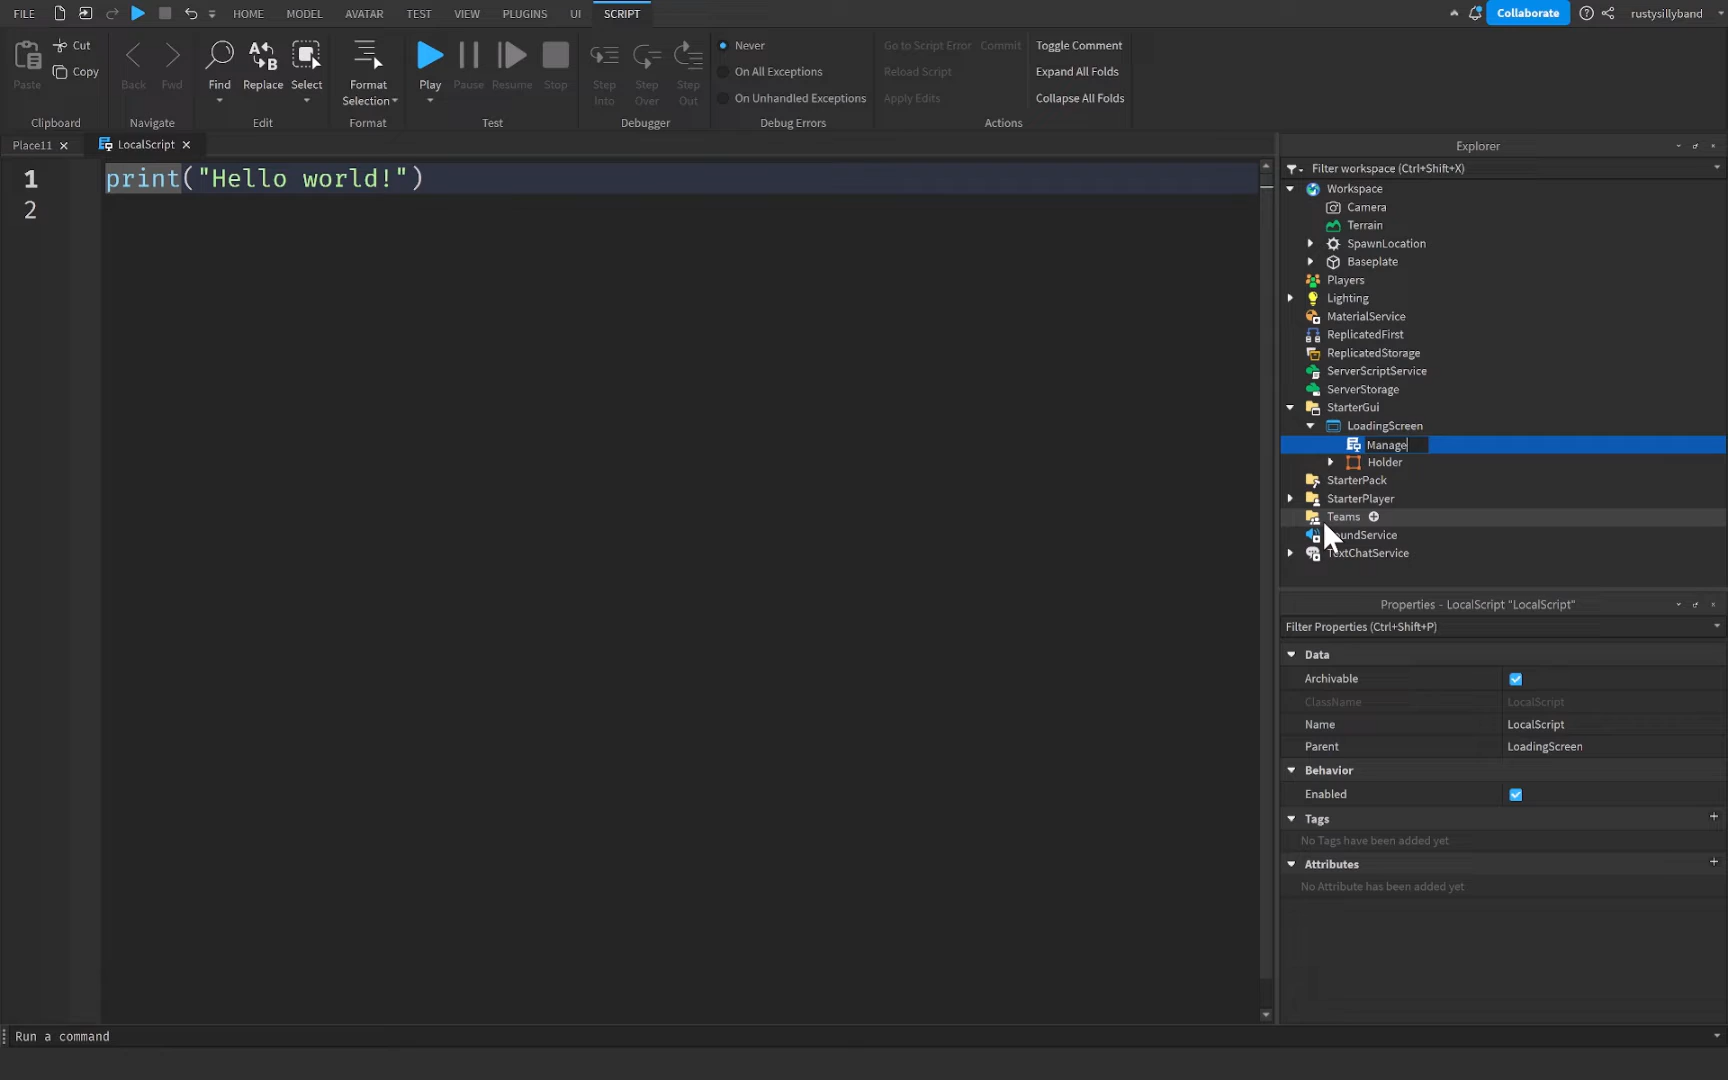 FILE HOME MODEL AVATAR TEST VIEW PLUGINS UI SCRIPT Collaborate rustysillyband
Paste Cut Copy
Clipboard
Back Fwd
Navigate
Find Replace Select
Edit
Format Selection
Format
Play Pause Resume Stop
Test
Step Into Step Over Step Out
Debugger
Never
On All Exceptions
On Unhandled Exceptions
Debug Errors
Go to Script Error Commit
Reload Script
Apply Edits
Toggle Comment
Expand All Folds
Collapse All Folds
Actions
Place11 LocalScript
1 print("Hello world!")
2
Explorer
Filter workspace (Ctrl+Shift+X)
Workspace
Camera
Terrain
SpawnLocation
Baseplate
Players
Lighting
MaterialService
ReplicatedFirst
ReplicatedStorage
ServerScriptService
ServerStorage
StarterGui
LoadingScreen
Manage
Holder
StarterPack
StarterPlayer
Teams
undService
TextChatService
Properties - LocalScript "LocalScript"
Filter Properties (Ctrl+Shift+P)
Data
Archivable
ClassName LocalScript
Name LocalScript
Parent LoadingScreen
Behavior
Enabled
Tags
No Tags have been added yet
Attributes
No Attribute has been added yet
Run a command